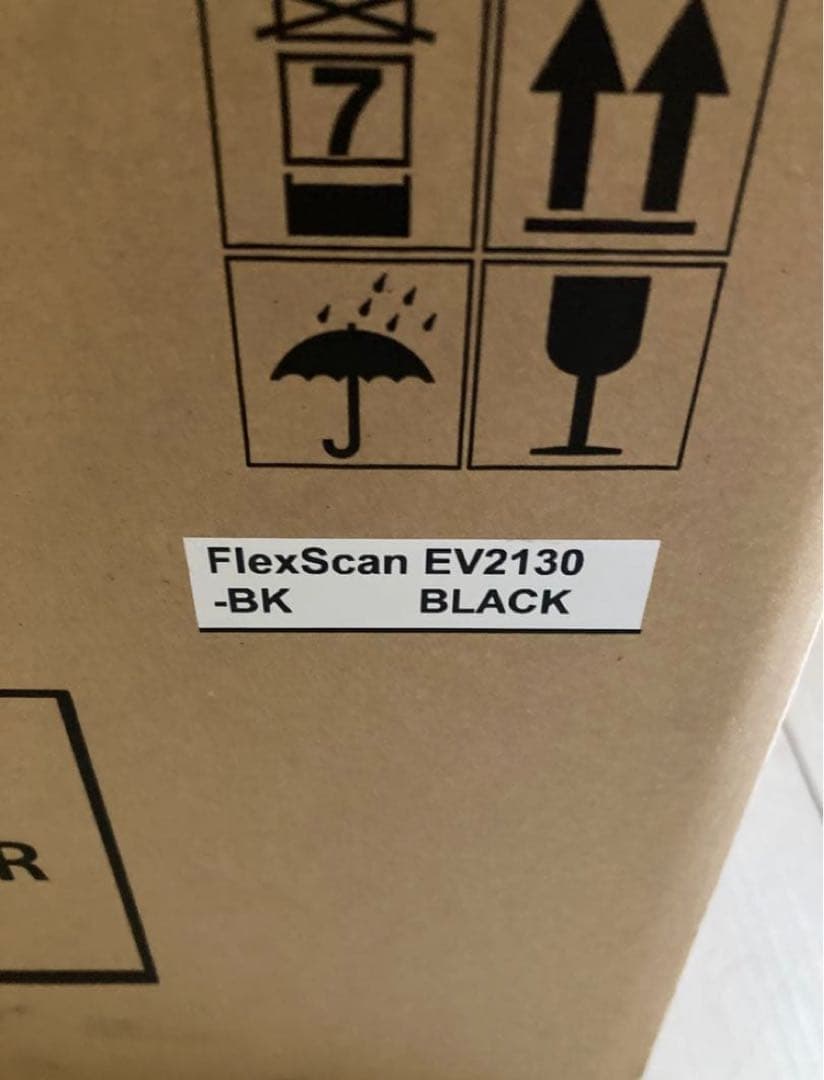 7
FlexScan EV2130
-BK BLACK
R